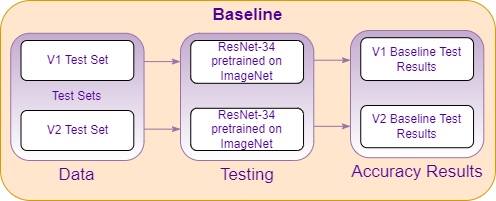 Baseline
V1 Test Set
Test Sets
V2 Test Set
Data
ResNet-34
pretrained on
ImageNet
ResNet-34
pretrained on
ImageNet
Testing
V1 Baseline Test
Results
V2 Baseline Test
Results
Accuracy Results